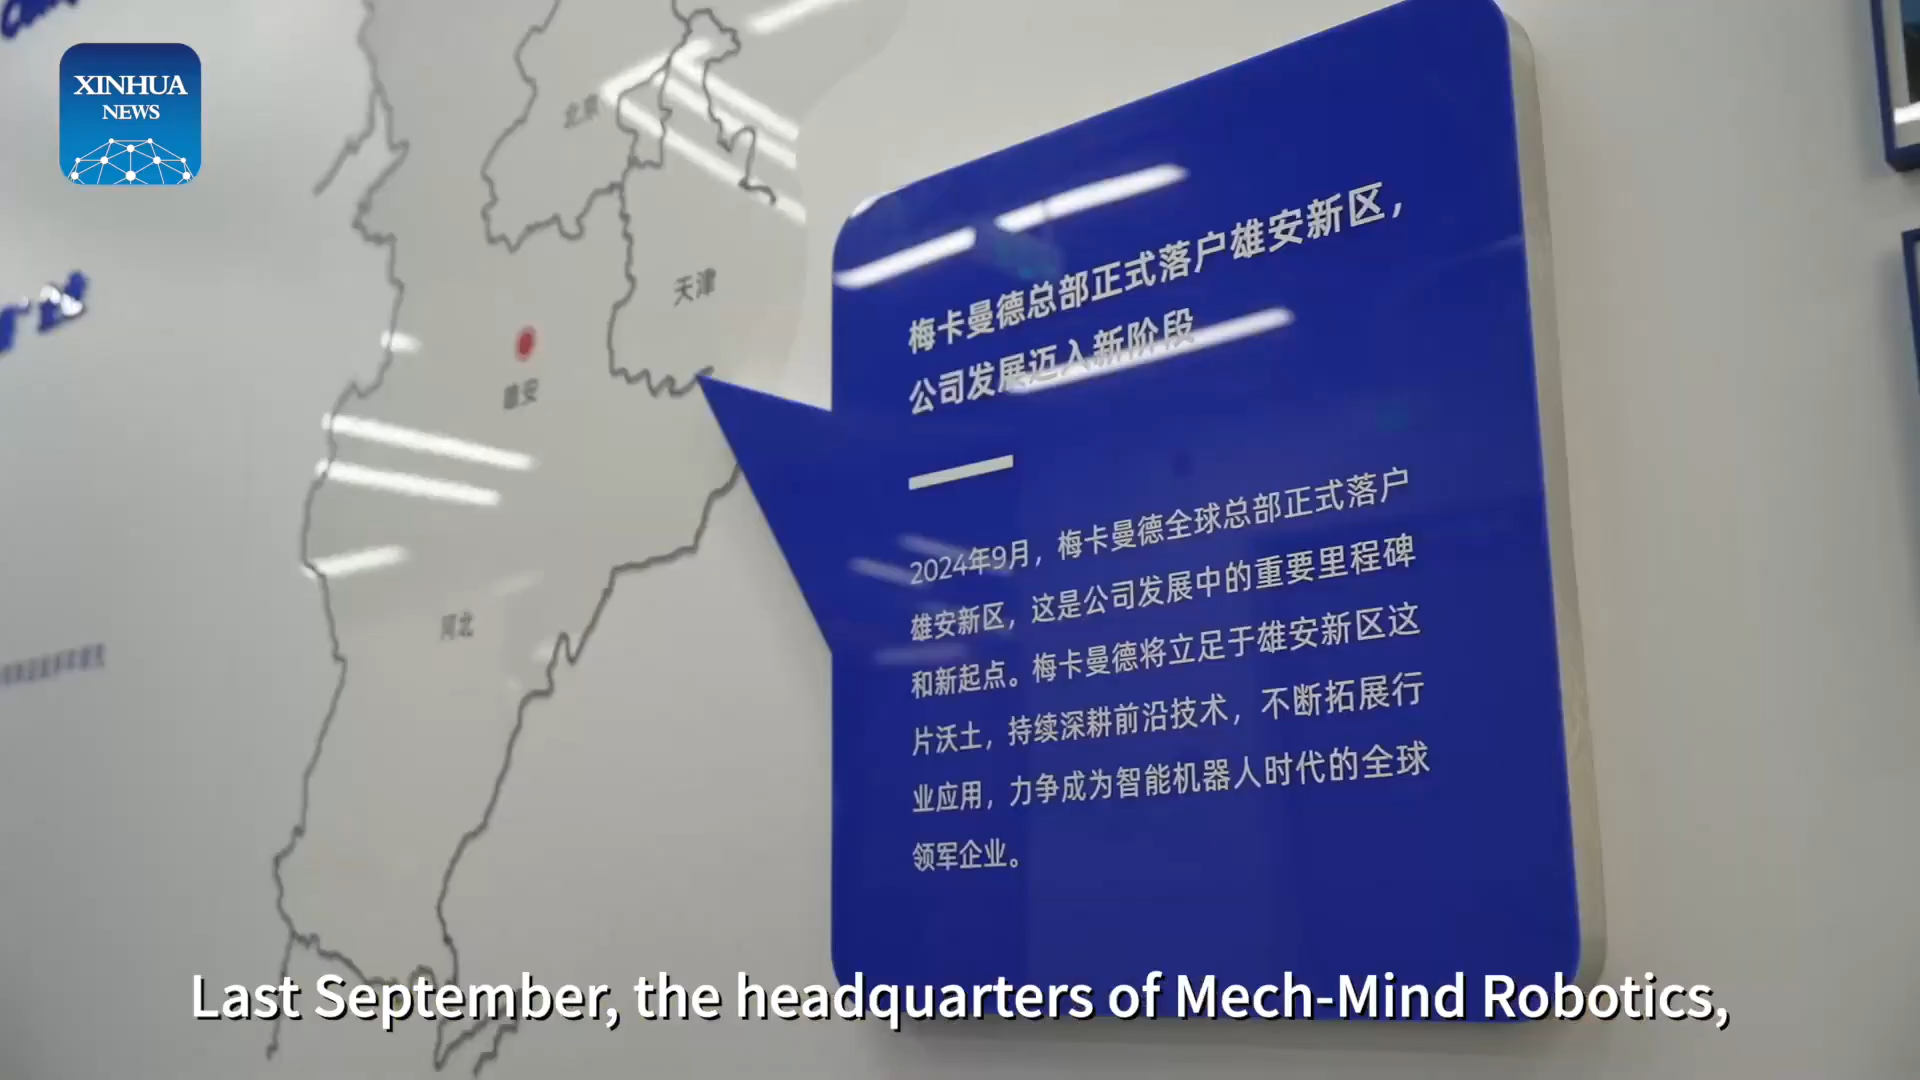 XINHUA
NEWS
北京
天津
雄安
河北
梅卡曼德总部正式落户雄安新区，
公司发展迈入新阶段
2024年9月，梅卡曼德全球总部正式落户
雄安新区，这是公司发展中的重要里程碑
和新起点。梅卡曼德将立足于雄安新区这
片沃土，持续深耕前沿技术，不断拓展行
业应用，力争成为智能机器人时代的全球
领军企业。
Last September, the headquarters of Mech-Mind Robotics,